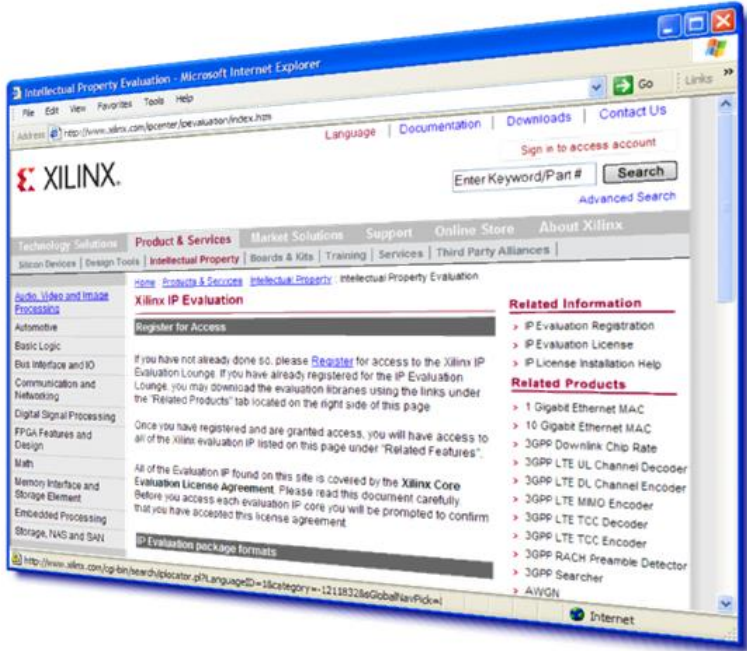 Intellectual Property Evaluation - Microsoft Internet Explorer
File Edit View Favorites Tools Help
Go Links »
Address http://www.xilinx.com/ipcenter/ipevaluation/index.htm
Language | Documentation | Downloads | Contact Us
Sign in to access account
XILINX.
Enter Keyword/Part # Search
Advanced Search
Technology Solutions Product & Services Market Solutions Support Online Store About Xilinx
Silicon Devices | Design Tools | Intellectual Property | Boards & Kits | Training | Services | Third Party Alliances |
Home Products & Services Intellectual Property Intellectual Property Evaluation
Audio, Video and Image
Processing
Automotive
Basic Logic
Bus Interface and IO
Communication and
Networking
Digital Signal Processing
FPGA Features and
Design
Math
Memory Interface and
Storage Element
Embedded Processing
Storage, NAS and SAN
Xilinx IP Evaluation
Register for Access
If you have not already done so, please Register for access to the Xilinx IP
Evaluation Lounge. If you have already registered for the IP Evaluation
Lounge, you may download the evaluation libraries using the links under
the "Related Products" tab located on the right side of this page
Once you have registered and are granted access, you will have access to
all of the Xilinx evaluation IP listed on this page under "Related Features".
All of the Evaluation IP found on this site is covered by the Xilinx Core
Evaluation License Agreement. Please read this document carefully.
Before you access each evaluation IP core you will be prompted to confirm
that you have accepted this license agreement.
IP Evaluation package formats
Related Information
> IP Evaluation Registration
> IP Evaluation License
> IP License Installation Help
Related Products
> 1 Gigabit Ethernet MAC
> 10 Gigabit Ethernet MAC
> 3GPP Downlink Chip Rate
> 3GPP LTE UL Channel Decoder
> 3GPP LTE DL Channel Encoder
> 3GPP LTE MIMO Encoder
> 3GPP LTE TCC Decoder
> 3GPP LTE TCC Encoder
> 3GPP RACH Preamble Detector
> 3GPP Searcher
> AWGN
http://www.xilinx.com/cgi-bin/search/iplocator.pl?LanguageID=1&category=-1211832&sGlobalNavPick=I
Internet